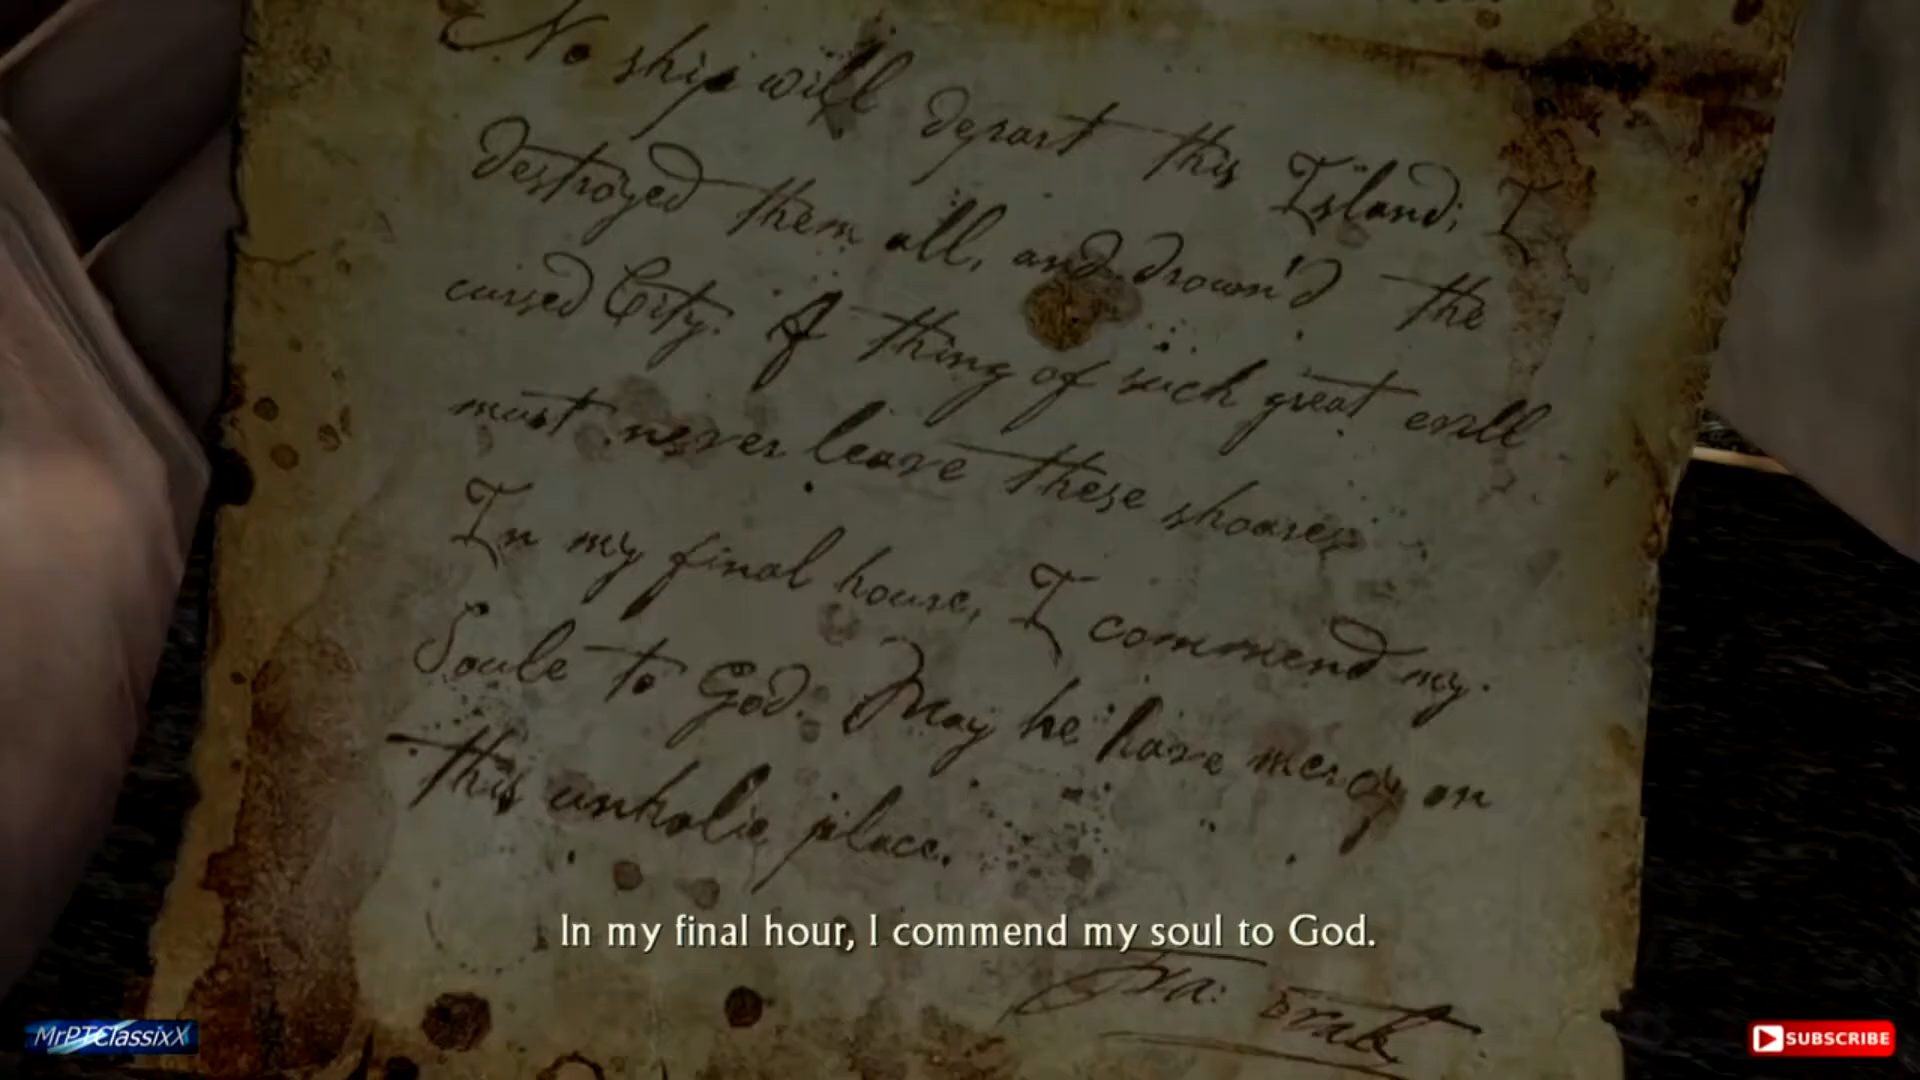 No ship will depart this Island; I
destroyed them all, and drown'd the
cursed City. A thing of such great evill
must never leave these shoares
In my final houre, I commend my
Soule to God. May he have mercy on
this unholie place.
In my final hour, I commend my soul to God.
Fra: Drak
MrPTClassixX
SUBSCRIBE